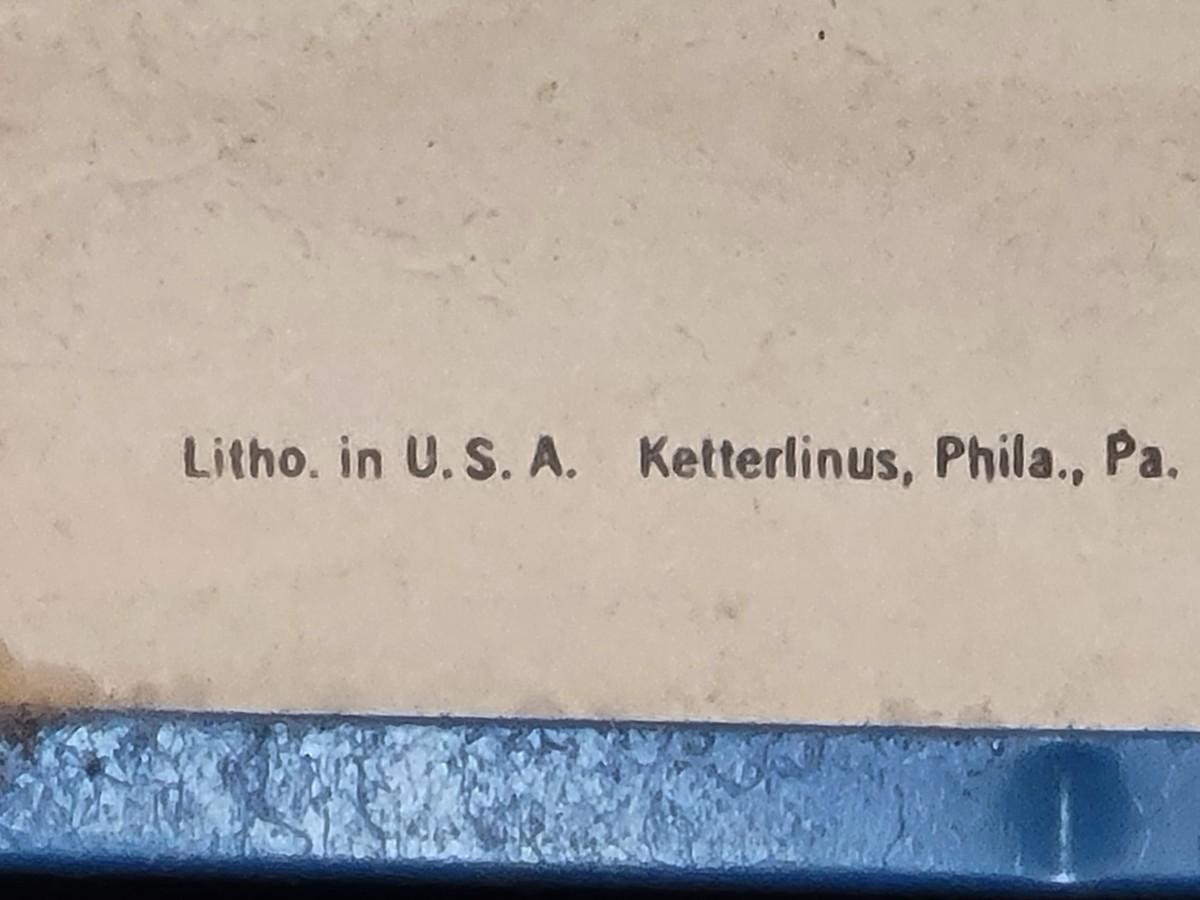 Litho. in U. S. A. Ketterlinus, Phila., Pa.